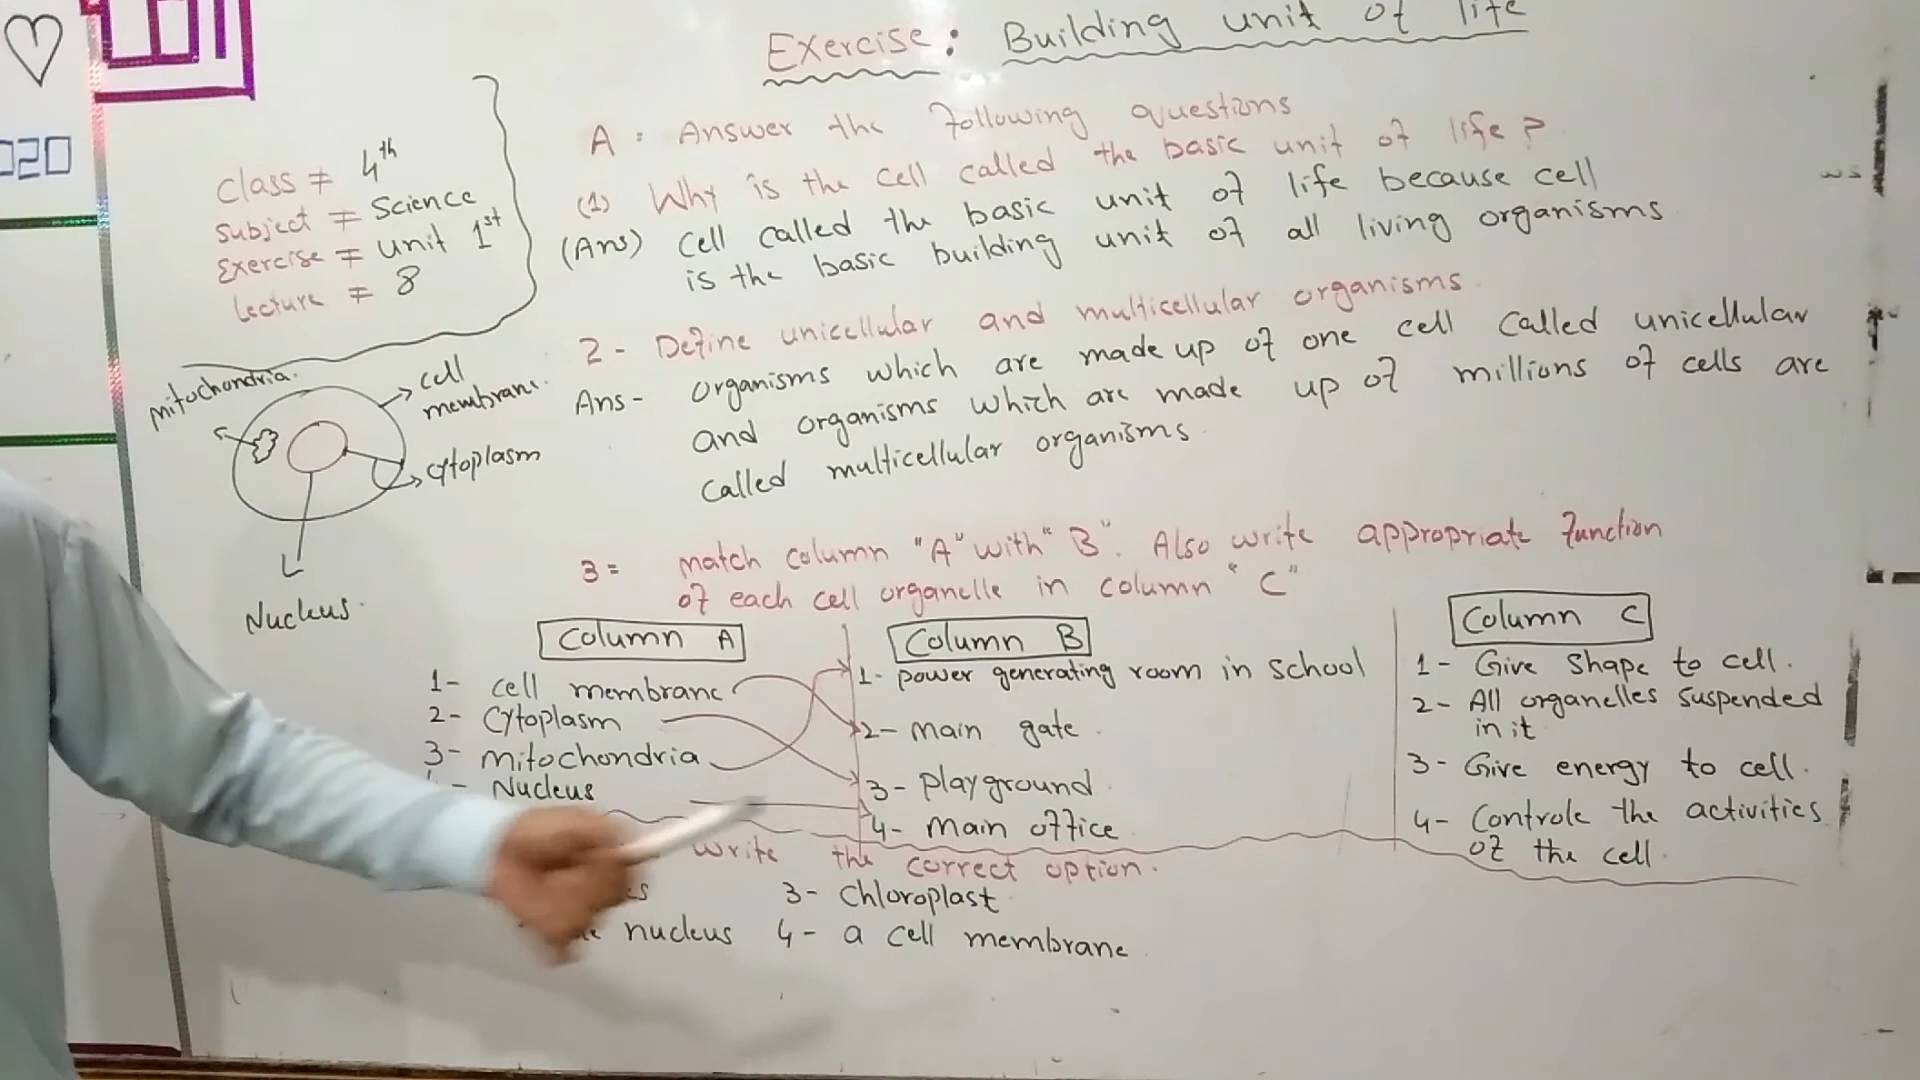 020
Exercise: Building unit of life
Class = 4th
Subject = Science
Exercise = unit 1st
Lecture = 8
A: Answer the following questions
(1) Why is the cell called the basic unit of life?
(Ans) Cell called the basic unit of life because cell
is the basic building unit of all living organisms
2- Define unicellular and multicellular organisms.
Ans- organisms which are made up of one cell called unicellular
and organisms which are made up of millions of cells are
called multicellular organisms
mitochondria.
cell
membrane.
cytoplasm
Nucleus.
3= match column "A" with "B". Also write appropriate function
of each cell organelle in column "C"
Column A
1- cell membrane
2- Cytoplasm
3- mitochondria
- Nucleus
Column B
1- power generating room in school
2- main gate.
3- playground.
4- main office
Column C
1- Give shape to cell.
2- All organelles suspended
in it
3- Give energy to cell.
4- Controle the activities
of the cell.
write the correct option.
3- Chloroplast
nucleus 4- a cell membrane.